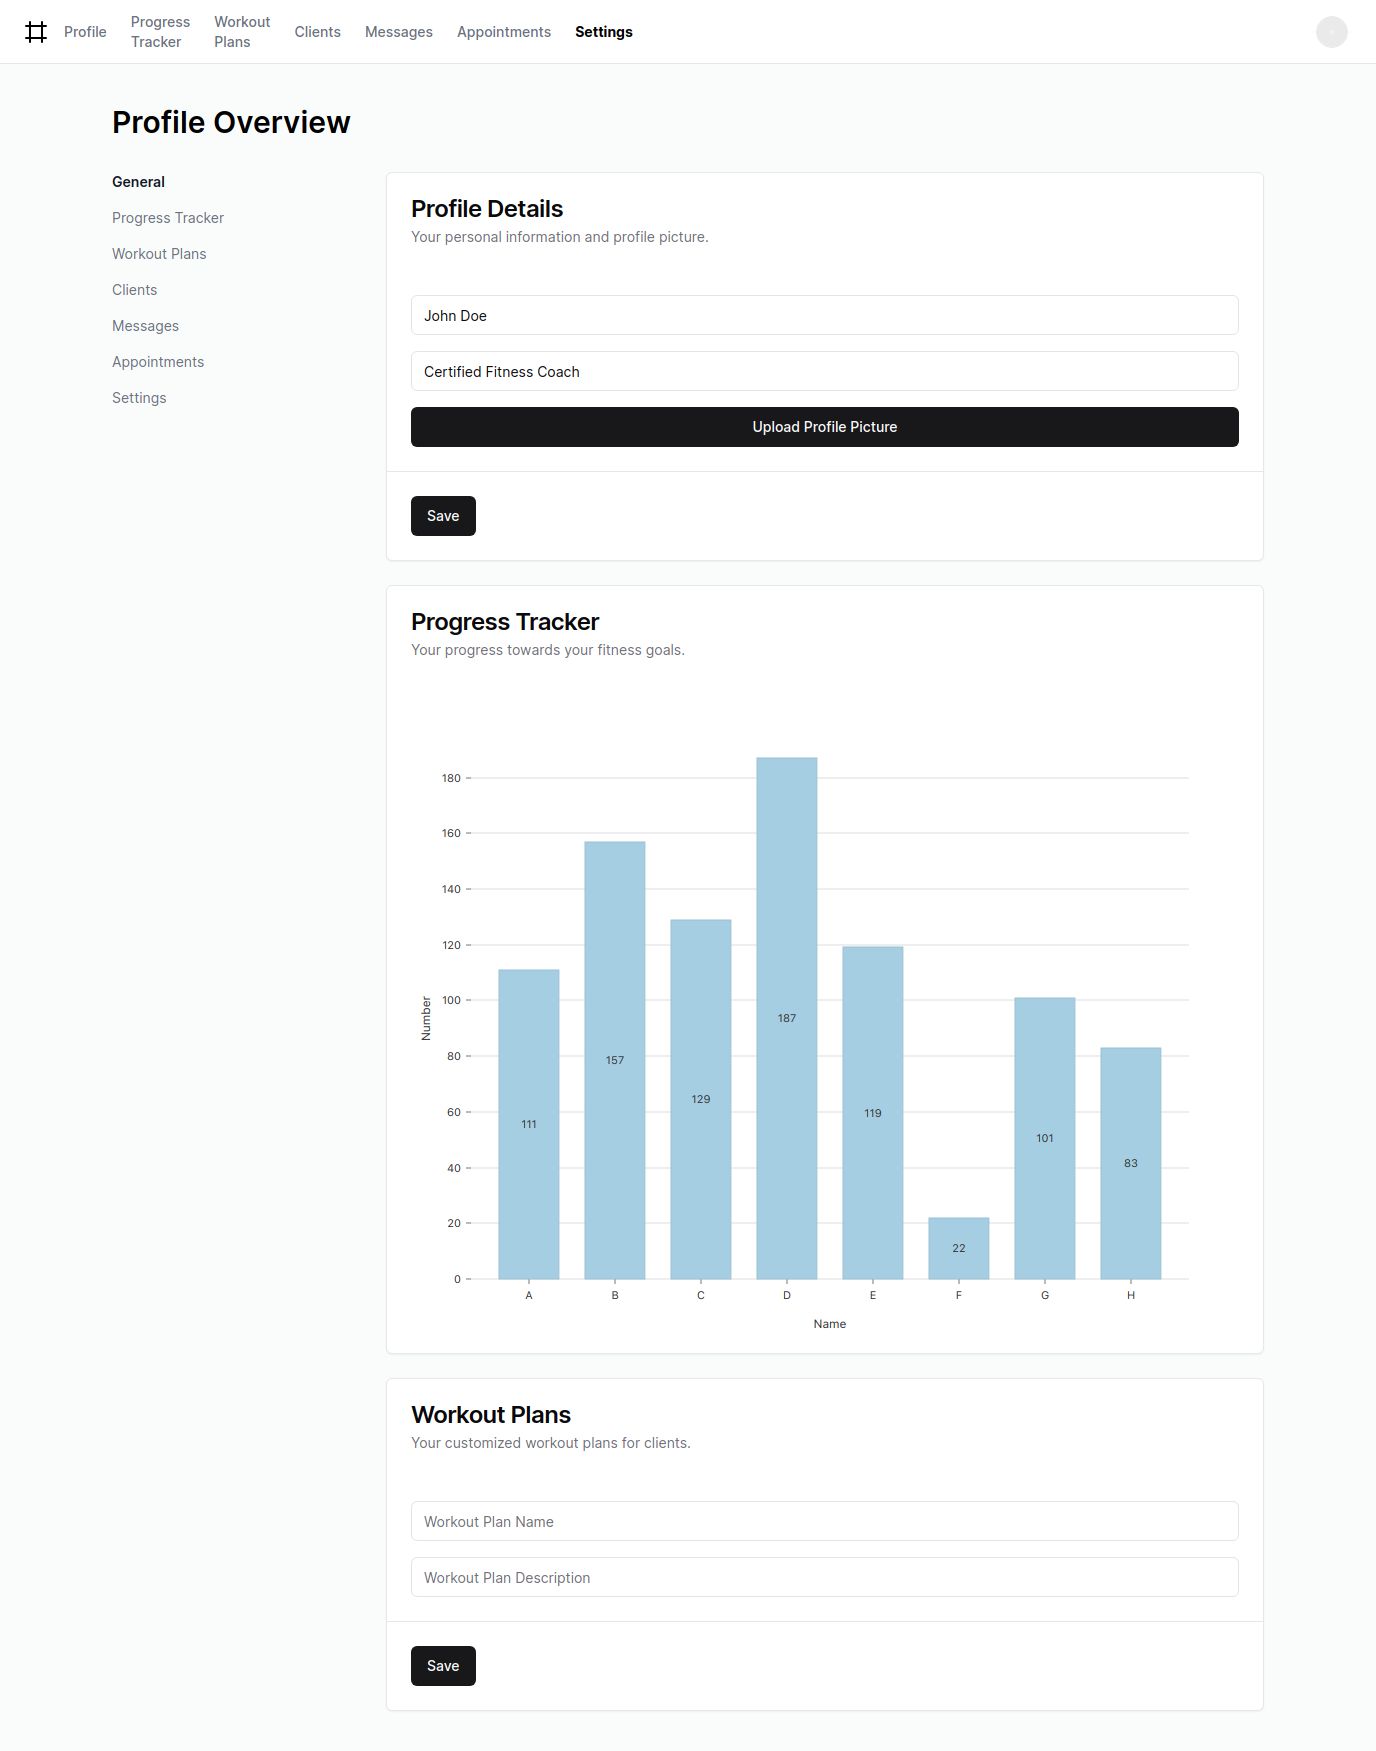 Profile
Progress Tracker
Workout Plans
Clients
Messages
Appointments
Settings
Profile Overview
General
Progress Tracker
Workout Plans
Clients
Messages
Appointments
Settings
Profile Details
Your personal information and profile picture.
John Doe
Certified Fitness Coach
Upload Profile Picture
Save
Progress Tracker
Your progress towards your fitness goals.
180
160
140
120
100
80
60
40
20
0
Number
111
157
129
187
119
22
101
83
A B C D E F G H
Name
Workout Plans
Your customized workout plans for clients.
Workout Plan Name
Workout Plan Description
Save